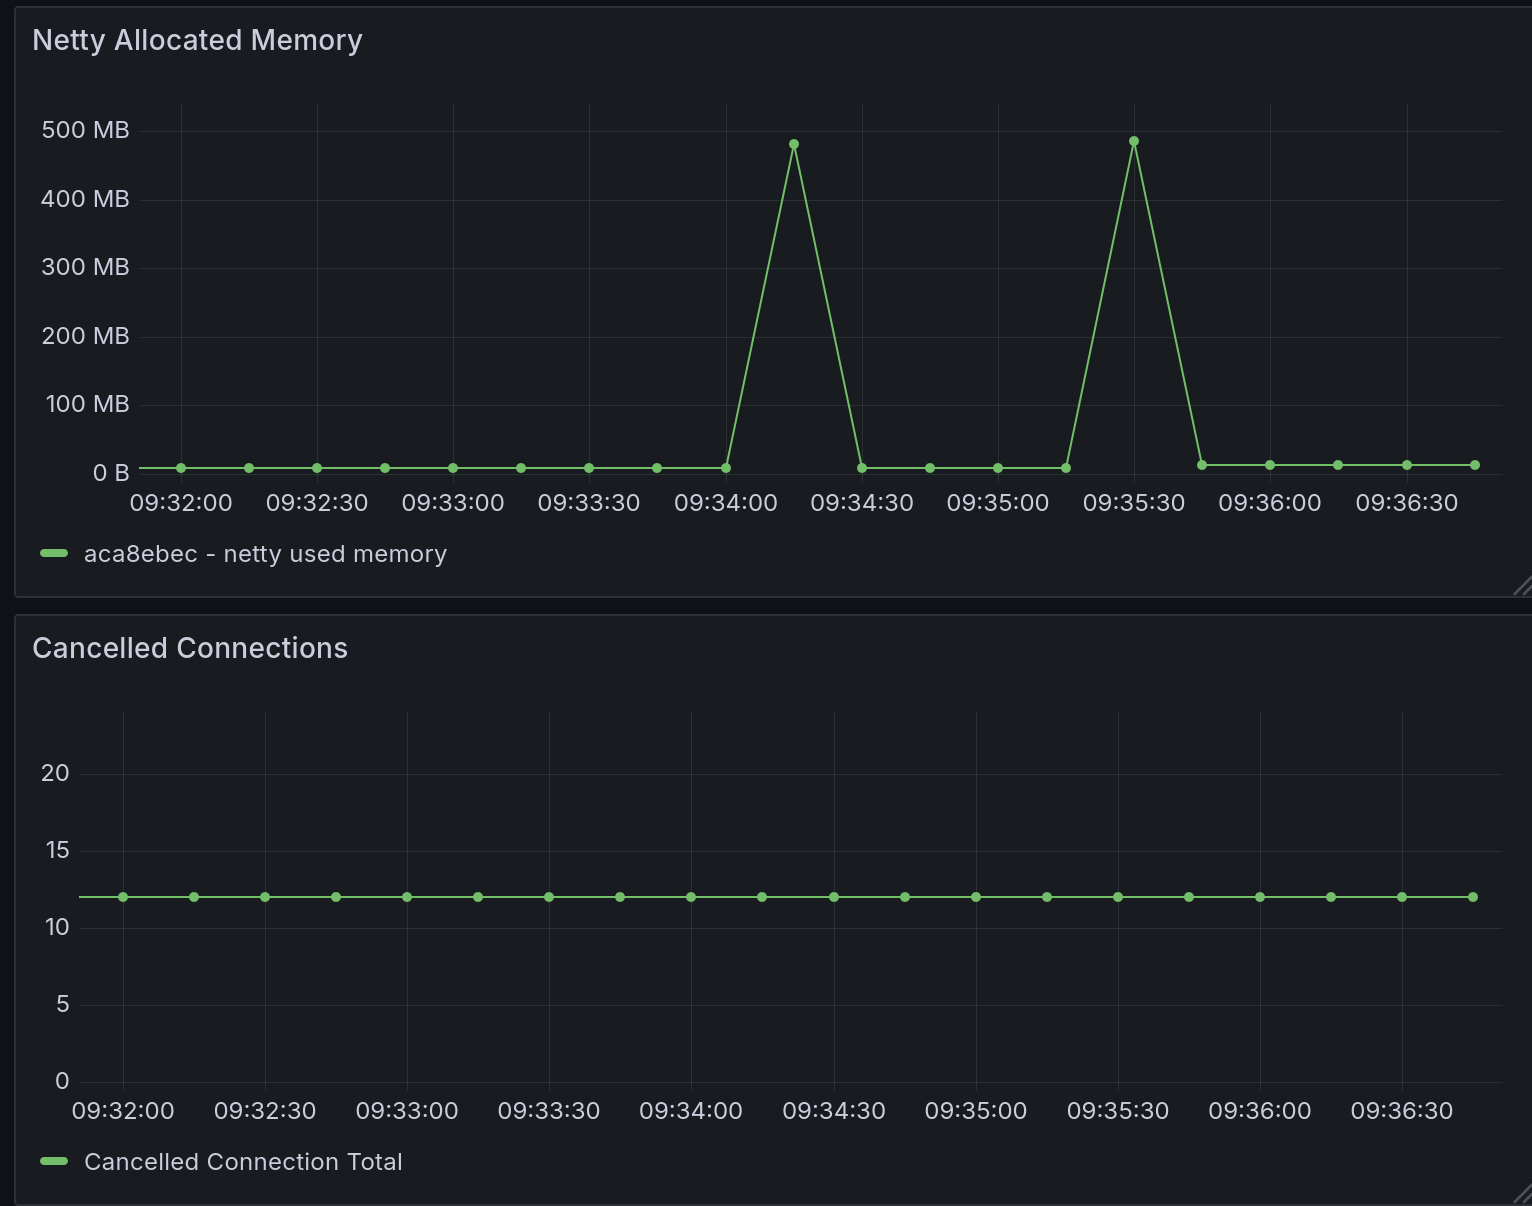 Netty Allocated Memory
500 MB
400 MB
300 MB
200 MB
100 MB
0 B
09:32:00 09:32:30 09:33:00 09:33:30 09:34:00 09:34:30 09:35:00 09:35:30 09:36:00 09:36:30
aca8ebec - netty used memory
Cancelled Connections
20
15
10
5
0
09:32:00 09:32:30 09:33:00 09:33:30 09:34:00 09:34:30 09:35:00 09:35:30 09:36:00 09:36:30
Cancelled Connection Total